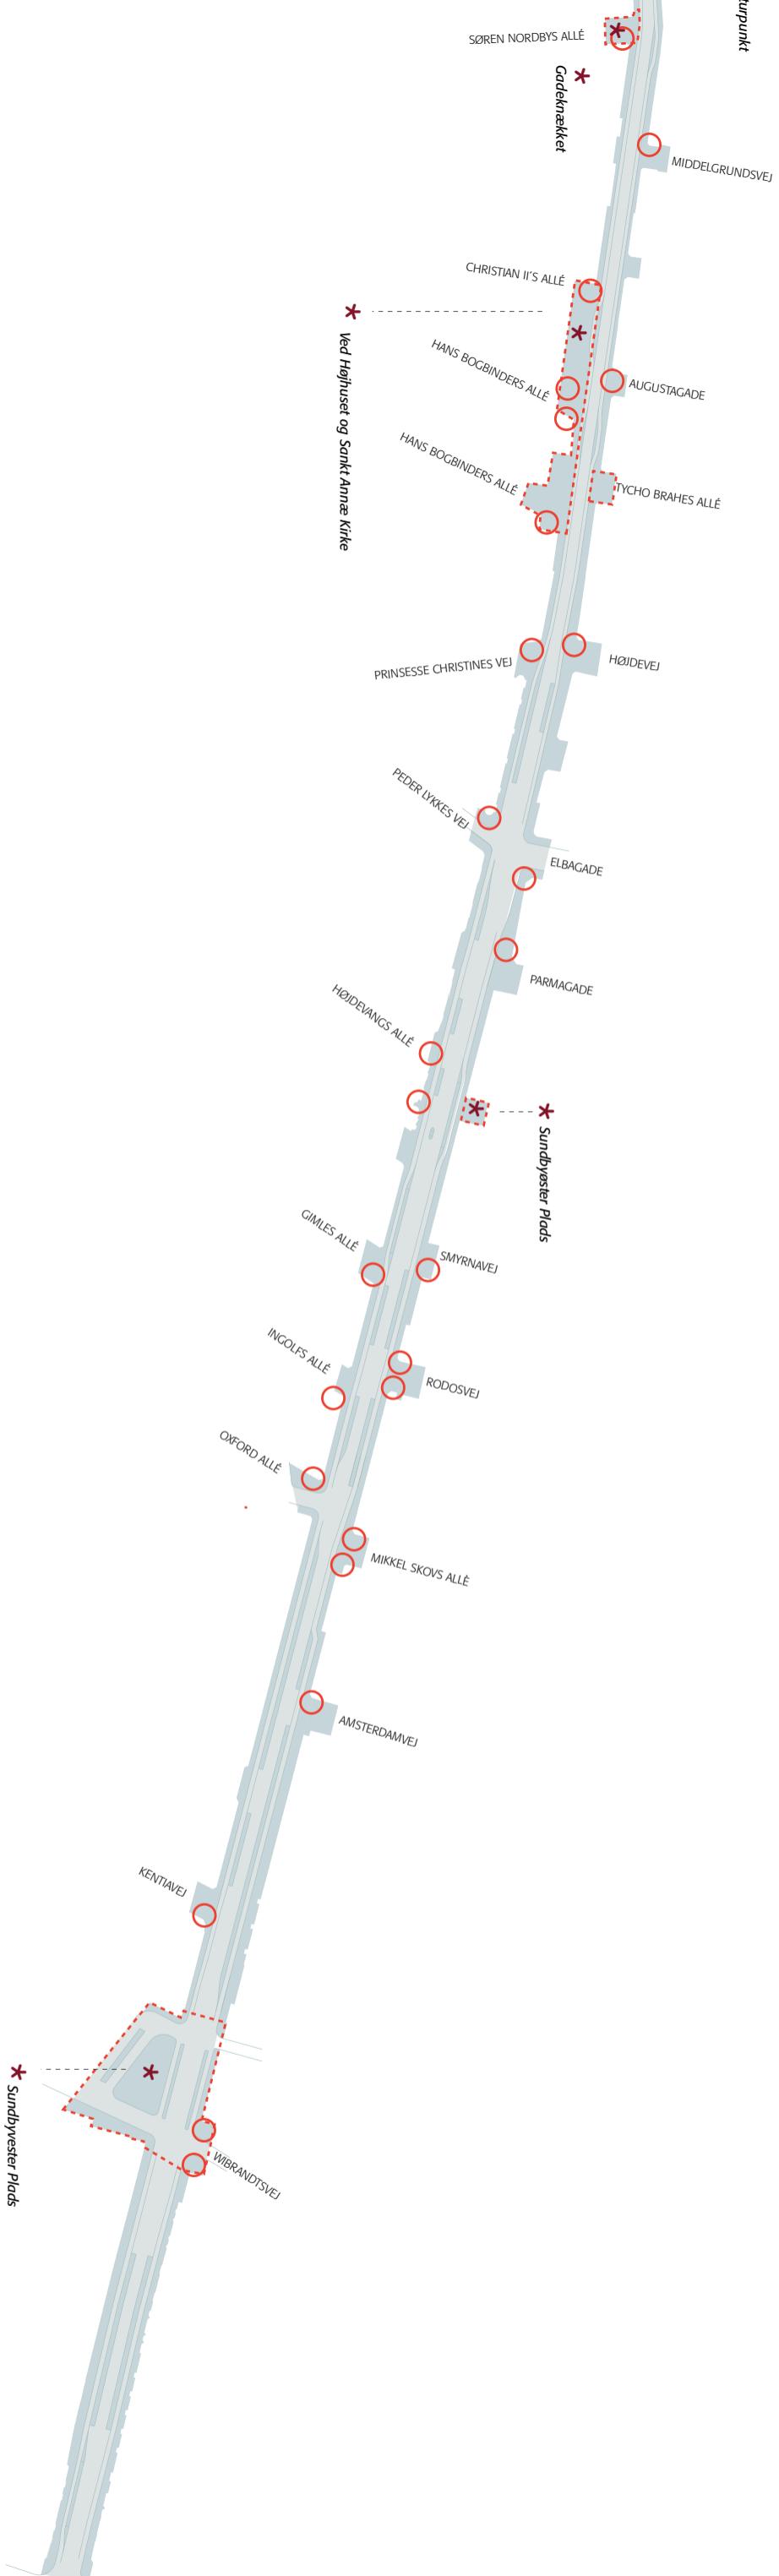 turpunkt
SØREN NORDBYS ALLÉ
Gadeknækket
MIDDELGRUNDSVEJ
CHRISTIAN II'S ALLÉ
Ved Højhuset og Sankt Annæ Kirke
HANS BOGBINDERS ALLÉ
AUGUSTAGADE
HANS BOGBINDERS ALLÉ
TYCHO BRAHES ALLÉ
PRINSESSE CHRISTINES VEJ
HØJDEVEJ
PEDER LYKKES VEJ
ELBAGADE
PARMAGADE
HØJDEVANGS ALLÉ
Sundbyøster Plads
GIMLES ALLÉ
SMYRNAVEJ
INGOLFS ALLÉ
RODOSVEJ
OXFORD ALLÉ
MIKKEL SKOVS ALLÉ
AMSTERDAMVEJ
KENTIAVEJ
Sundbyvester Plads
WIBRANDTSVEJ